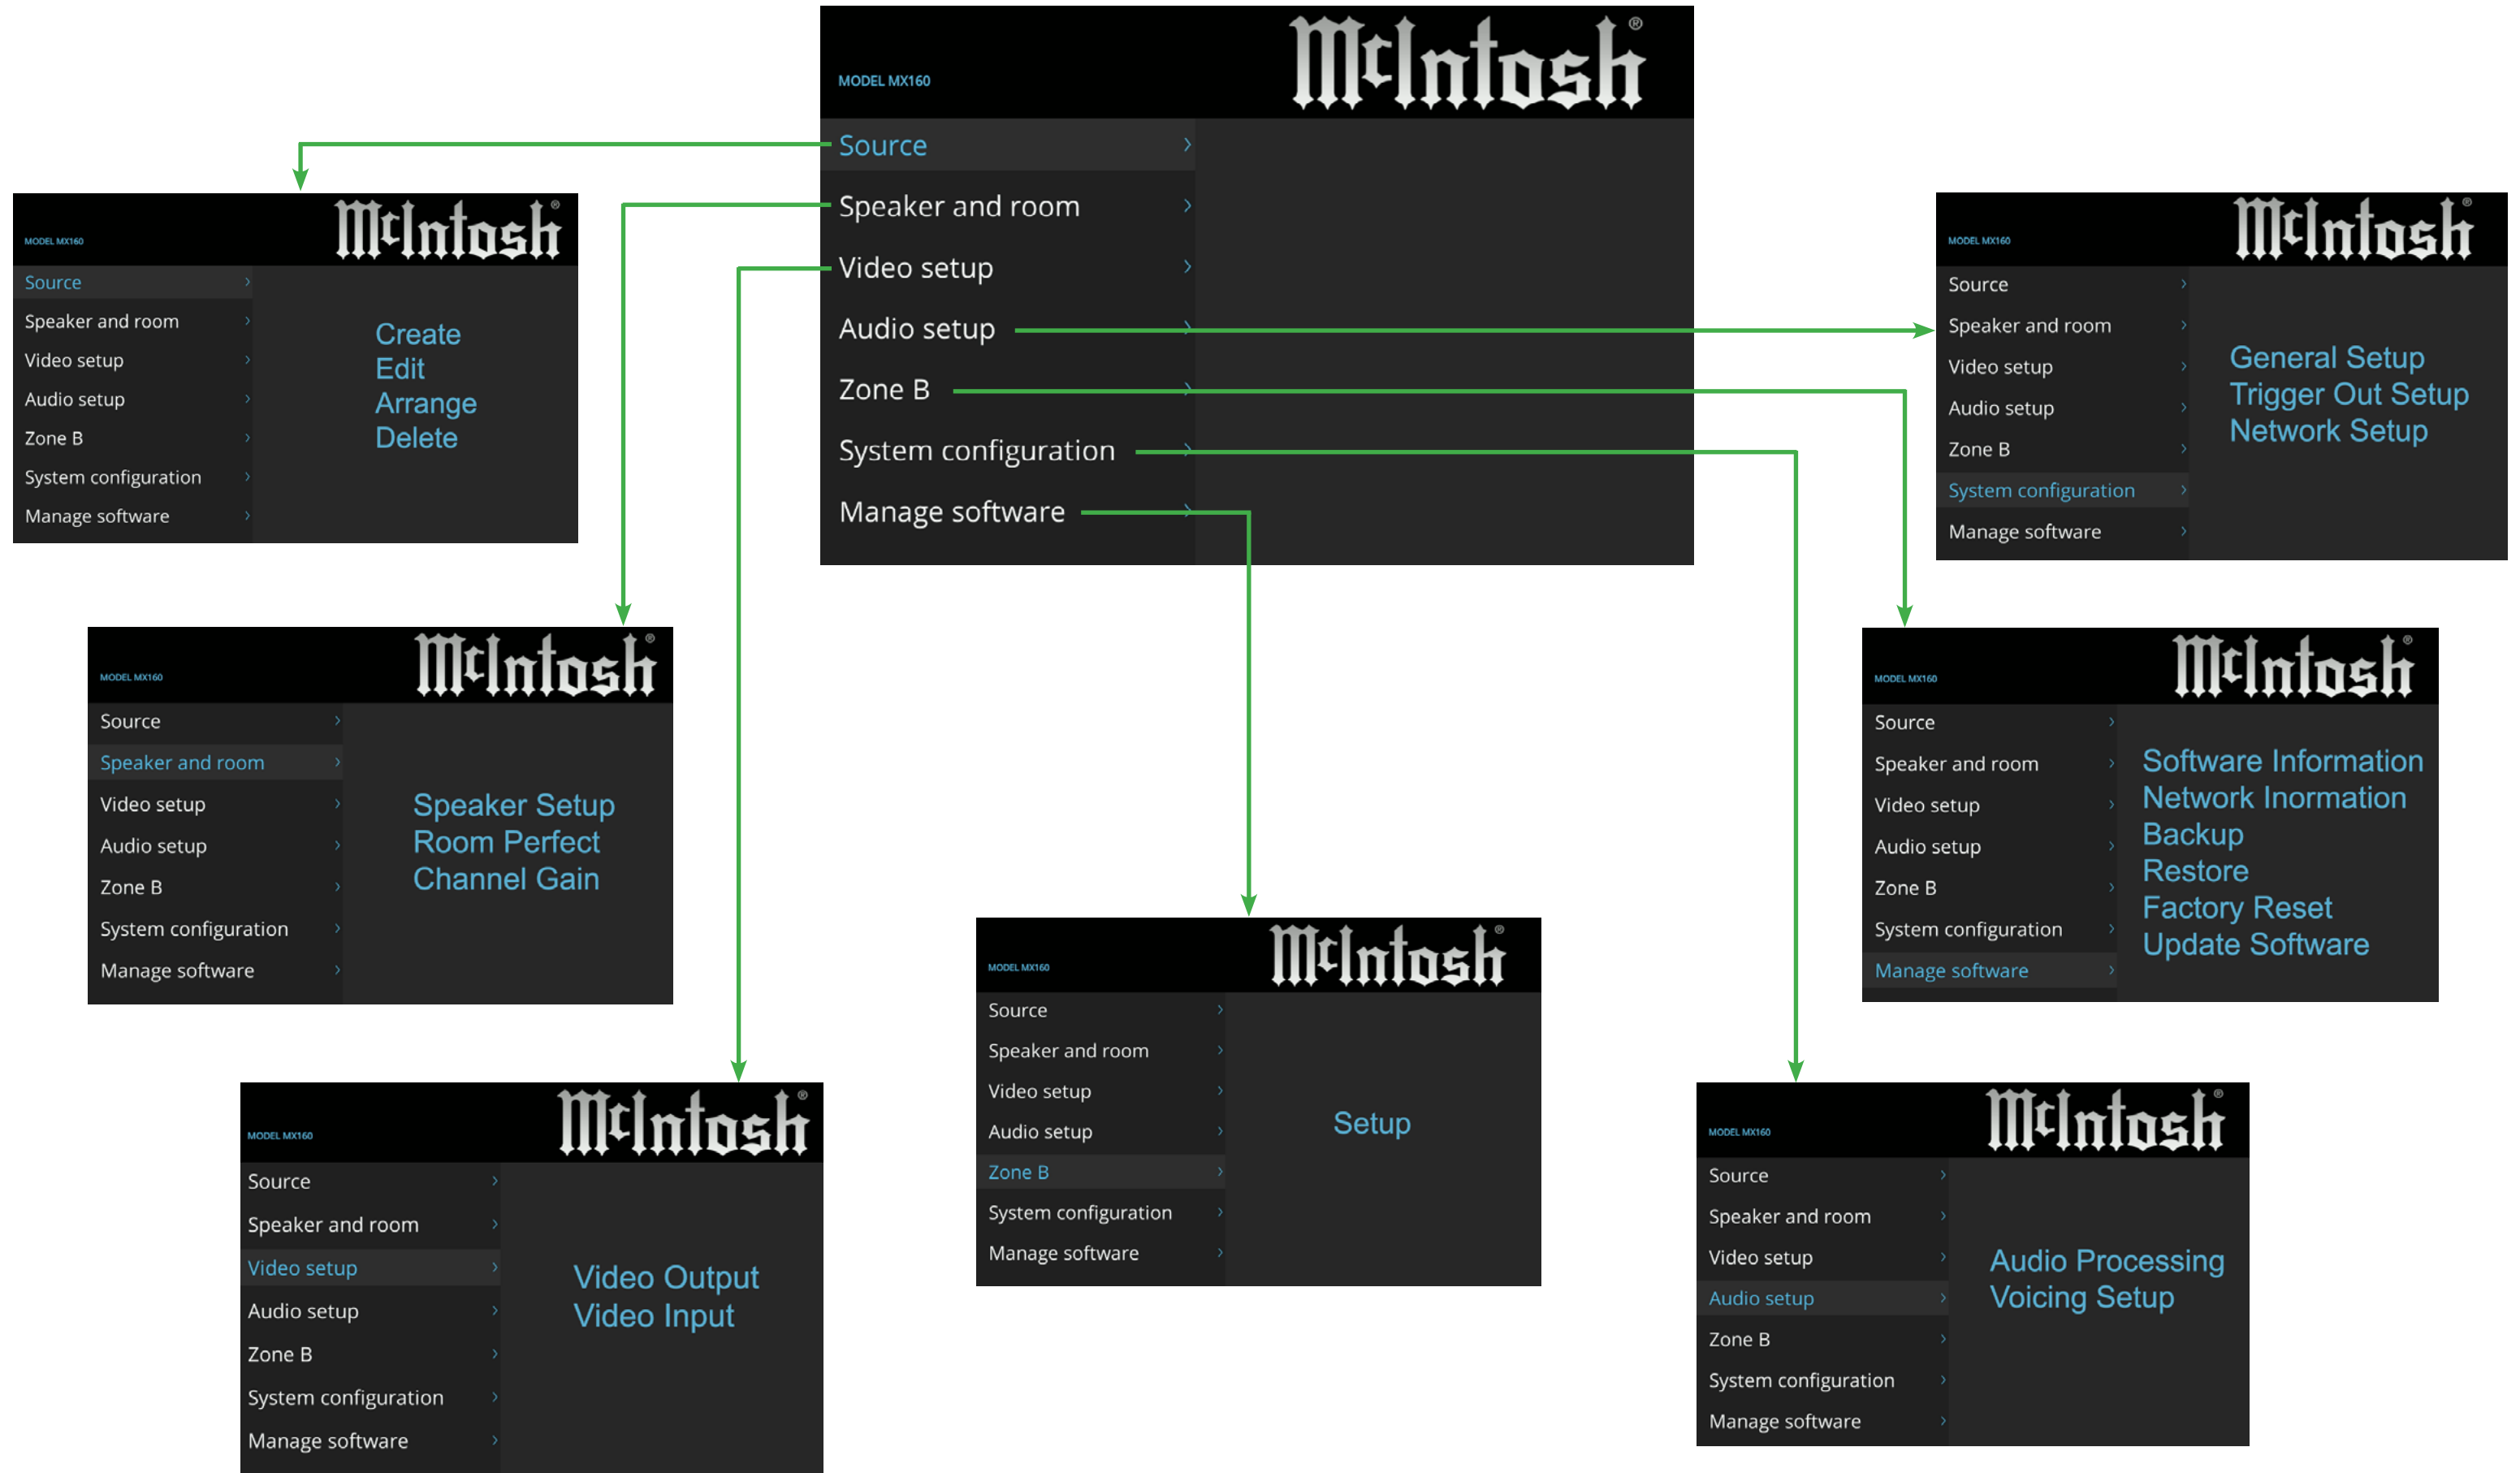 McIntosh®
MODEL MX160
Source
Speaker and room
Video setup
Audio setup
Zone B
System configuration
Manage software
McIntosh®
MODEL MX160
Source
Speaker and room
Video setup
Audio setup
Zone B
System configuration
Manage software
Create
Edit
Arrange
Delete
McIntosh®
MODEL MX160
Source
Speaker and room
Video setup
Audio setup
Zone B
System configuration
Manage software
General Setup
Trigger Out Setup
Network Setup
McIntosh®
MODEL MX160
Source
Speaker and room
Video setup
Audio setup
Zone B
System configuration
Manage software
Speaker Setup
Room Perfect
Channel Gain
McIntosh®
MODEL MX160
Source
Speaker and room
Video setup
Audio setup
Zone B
System configuration
Manage software
Software Information
Network Inormation
Backup
Restore
Factory Reset
Update Software
McIntosh®
MODEL MX160
Source
Speaker and room
Video setup
Audio setup
Zone B
System configuration
Manage software
Setup
McIntosh®
MODEL MX160
Source
Speaker and room
Video setup
Audio setup
Zone B
System configuration
Manage software
Video Output
Video Input
McIntosh®
MODEL MX160
Source
Speaker and room
Video setup
Audio setup
Zone B
System configuration
Manage software
Audio Processing
Voicing Setup